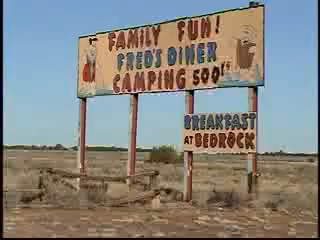 FAMILY FUN!
FRED'S DINER
CAMPING 500'
BREAKFAST
AT BEDROCK